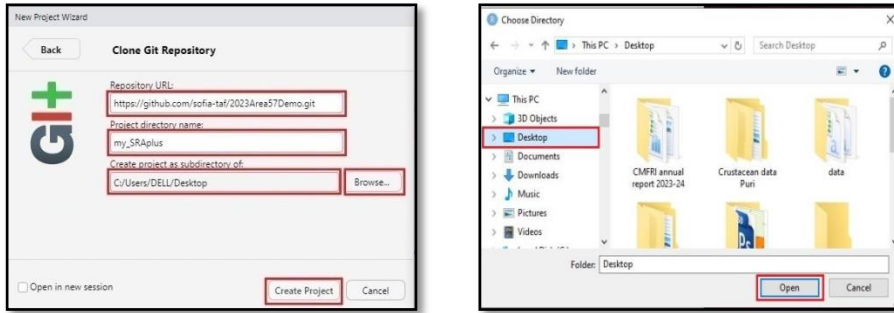 New Project Wizard
Back
Clone Git Repository
git
Repository URL:
https://github.com/sofia-taf/2023Area57Demo.git
Project directory name:
my_SRAplus
Create project as subdirectory of:
C:/Users/DELL/Desktop
Browse...
Open in new session
Create Project
Cancel
Choose Directory
This PC > Desktop
Search Desktop
Organize
New folder
This PC
3D Objects
Desktop
Documents
Downloads
Music
Pictures
Videos
CMFRI annual
report 2023-24
Crustacean data
Puri
data
Folder: Desktop
Open
Cancel